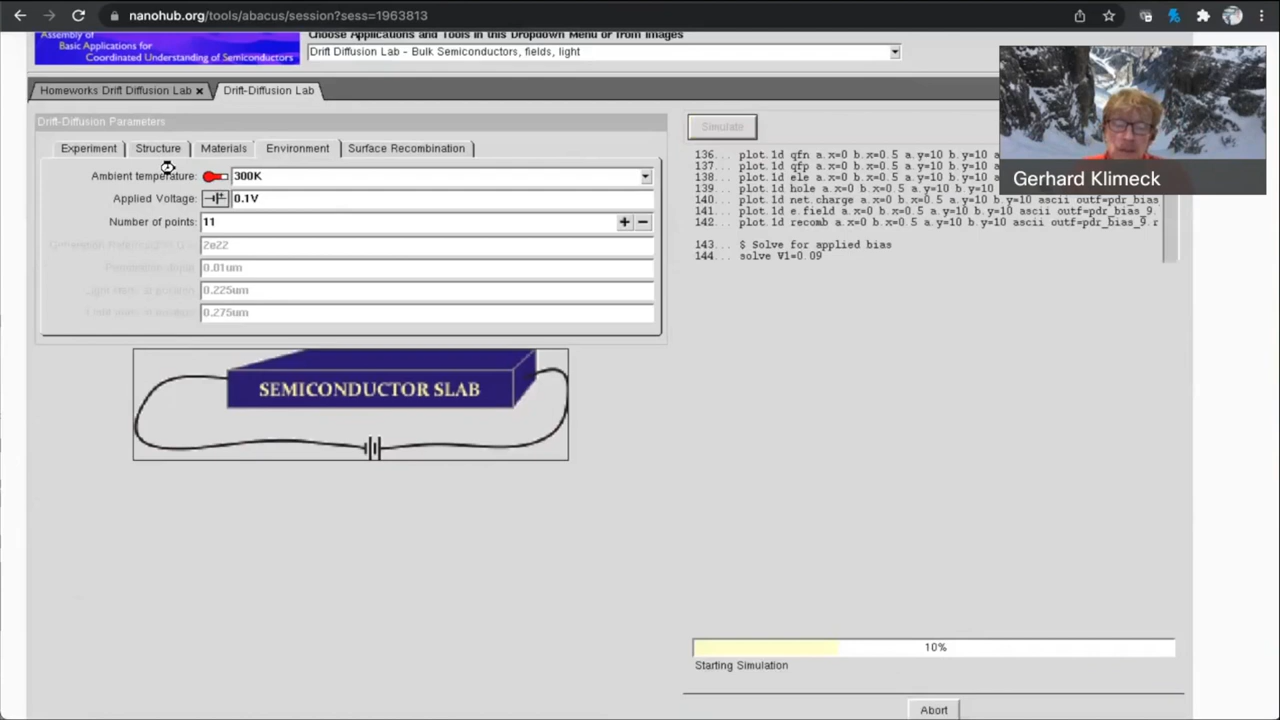 nanohub.org/tools/abacus/session?sess=1963813
Assembly of
Basic Applications for
Coordinated Understanding of Semiconductors
Choose Applications and Tools in this Dropdown Menu or from Images
Drift Diffusion Lab - Bulk Semiconductors, fields, light
Homeworks Drift Diffusion Lab × Drift-Diffusion Lab
Drift-Diffusion Parameters
Experiment Structure Materials Environment Surface Recombination
Ambient temperature: 300K
Applied Voltage: 0.1V
Number of points: 11 + −
2e22
0.01um
0.225um
0.275um
SEMICONDUCTOR SLAB
Simulate
136... plot.1d qfn a.x=0 b.x=0.5 a.y=10 b.y=10 a
137... plot.1d qfp a.x=0 b.x=0.5 a.y=10 b.y=10 a
138... plot.1d ele a.x=0 b.x=0.5 a.y=10 b.y=10 a
139... plot.1d hole a.x=0 b.x=0.5 a.y=10 b.y=10
140... plot.1d net.charge a.x=0 b.x=0.5 a.y=10 b.y=10 ascii outf=pdr_bias
141... plot.1d e.field a.x=0 b.x=0.5 a.y=10 b.y=10 ascii outf=pdr_bias_9.
142... plot.1d recomb a.x=0 b.x=0.5 a.y=10 b.y=10 ascii outf=pdr_bias_9.r
143... $ Solve for applied bias
144... solve V1=0.09
Gerhard Klimeck
10%
Starting Simulation
Abort